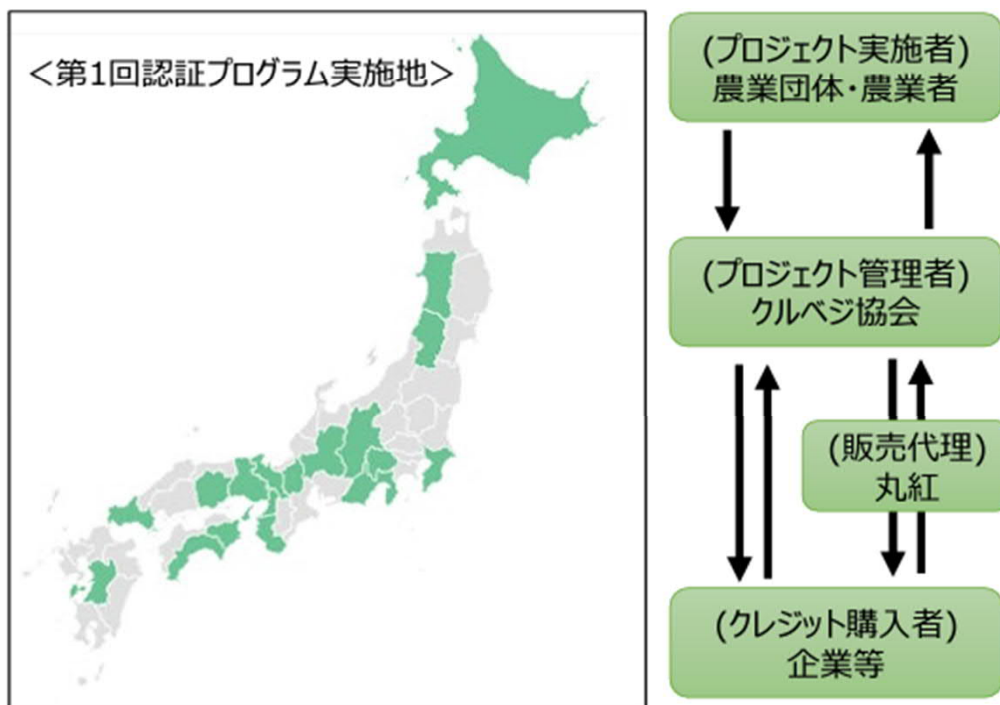 ＜第1回認証プログラム実施地＞
(プロジェクト実施者)
農業団体・農業者
(プロジェクト管理者)
クルベジ協会
(販売代理)
丸紅
(クレジット購入者)
企業等